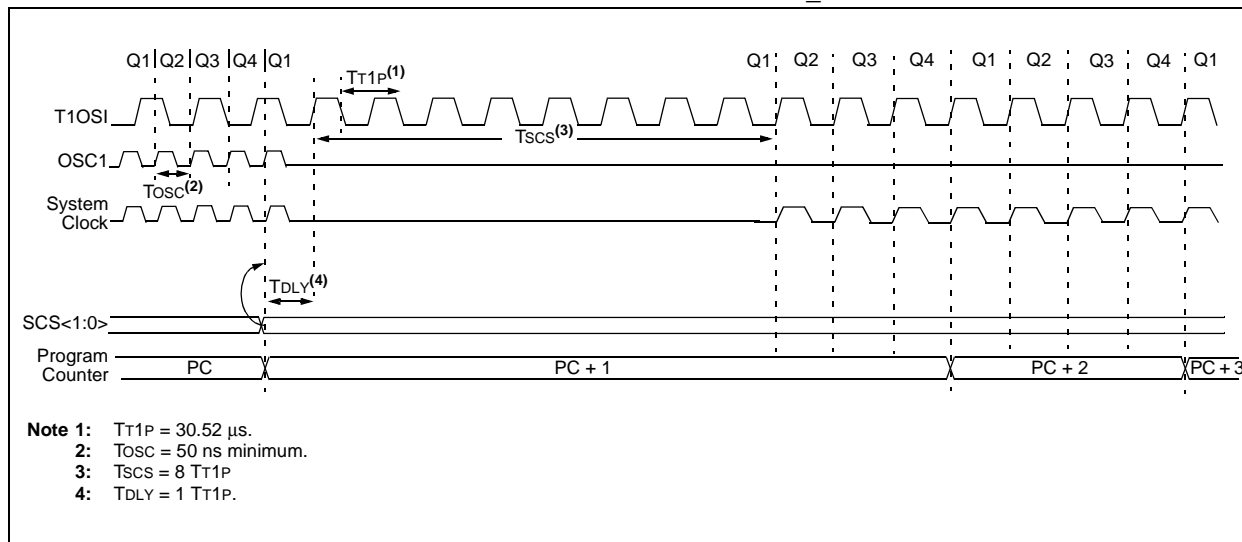 Q1 Q2 Q3 Q4 Q1 Q1 Q2 Q3 Q4 Q1 Q2 Q3 Q4 Q1
TT1P(1)
T1OSI
TSCS(3)
OSC1
TOSC(2)
System
Clock
TDLY(4)
SCS<1:0>
Program
Counter
PC PC + 1 PC + 2 PC + 3
Note 1: TT1P = 30.52 µs.
2: TOSC = 50 ns minimum.
3: TSCS = 8 TT1P
4: TDLY = 1 TT1P.